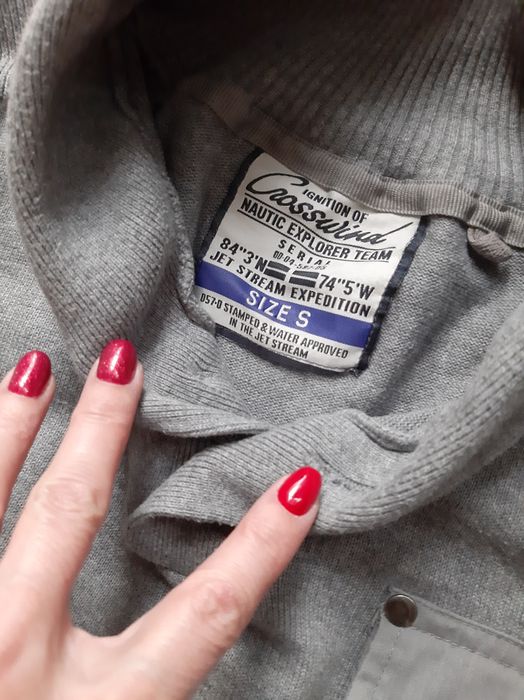 IGNITION OF
Crosswind
NAUTIC EXPLORER TEAM
SERIAL
84"3'N 74"5'W
JET STREAM EXPEDITION
SIZE S
D57-D STAMPED & WATER APPROVED
IN THE JET STREAM